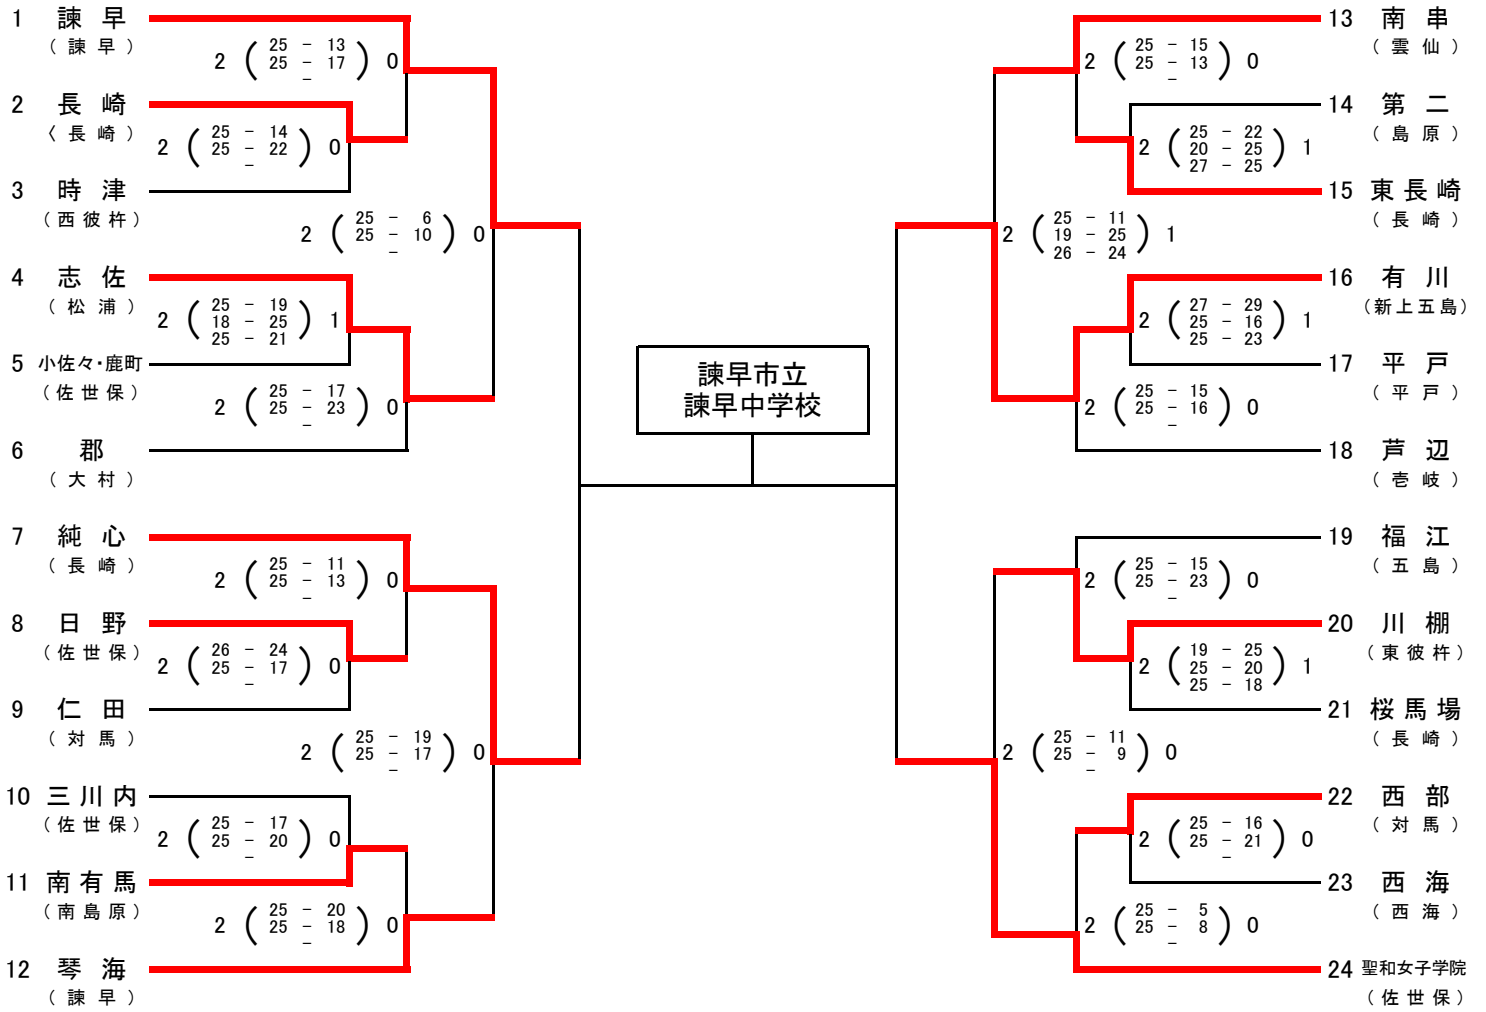 1 諫早
（諫早）
2 ( 25 - 13 ) 0
25 - 17
-
2 長崎
〈長崎）
2 ( 25 - 14 ) 0
25 - 22
-
3 時津
（西彼杵）
2 ( 25 - 6 ) 0
25 - 10
-
4 志佐
（松浦）
2 ( 25 - 19 ) 1
18 - 25
25 - 21
5 小佐々・鹿町
（佐世保）
2 ( 25 - 17 ) 0
25 - 23
-
6 郡
（大村）
7 純心
（長崎）
2 ( 25 - 11 ) 0
25 - 13
-
8 日野
（佐世保）
2 ( 26 - 24 ) 0
25 - 17
-
9 仁田
（対馬）
2 ( 25 - 19 ) 0
25 - 17
-
10 三川内
（佐世保）
2 ( 25 - 17 ) 0
25 - 20
-
11 南有馬
（南島原）
2 ( 25 - 20 ) 0
25 - 18
-
12 琴海
（諫早）
諫早市立
諫早中学校
13 南串
（雲仙）
2 ( 25 - 15 ) 0
25 - 13
-
14 第二
（島原）
2 ( 25 - 22 ) 1
20 - 25
27 - 25
15 東長崎
（長崎）
2 ( 25 - 11 ) 1
19 - 25
26 - 24
16 有川
（新上五島）
2 ( 27 - 29 ) 1
25 - 16
25 - 23
17 平戸
（平戸）
2 ( 25 - 15 ) 0
25 - 16
-
18 芦辺
（壱岐）
19 福江
（五島）
2 ( 25 - 15 ) 0
25 - 23
-
20 川棚
（東彼杵）
2 ( 19 - 25 ) 1
25 - 20
25 - 18
21 桜馬場
（長崎）
2 ( 25 - 11 ) 0
25 - 9
-
22 西部
（対馬）
2 ( 25 - 16 ) 0
25 - 21
-
23 西海
（西海）
2 ( 25 - 5 ) 0
25 - 8
-
24 聖和女子学院
（佐世保）